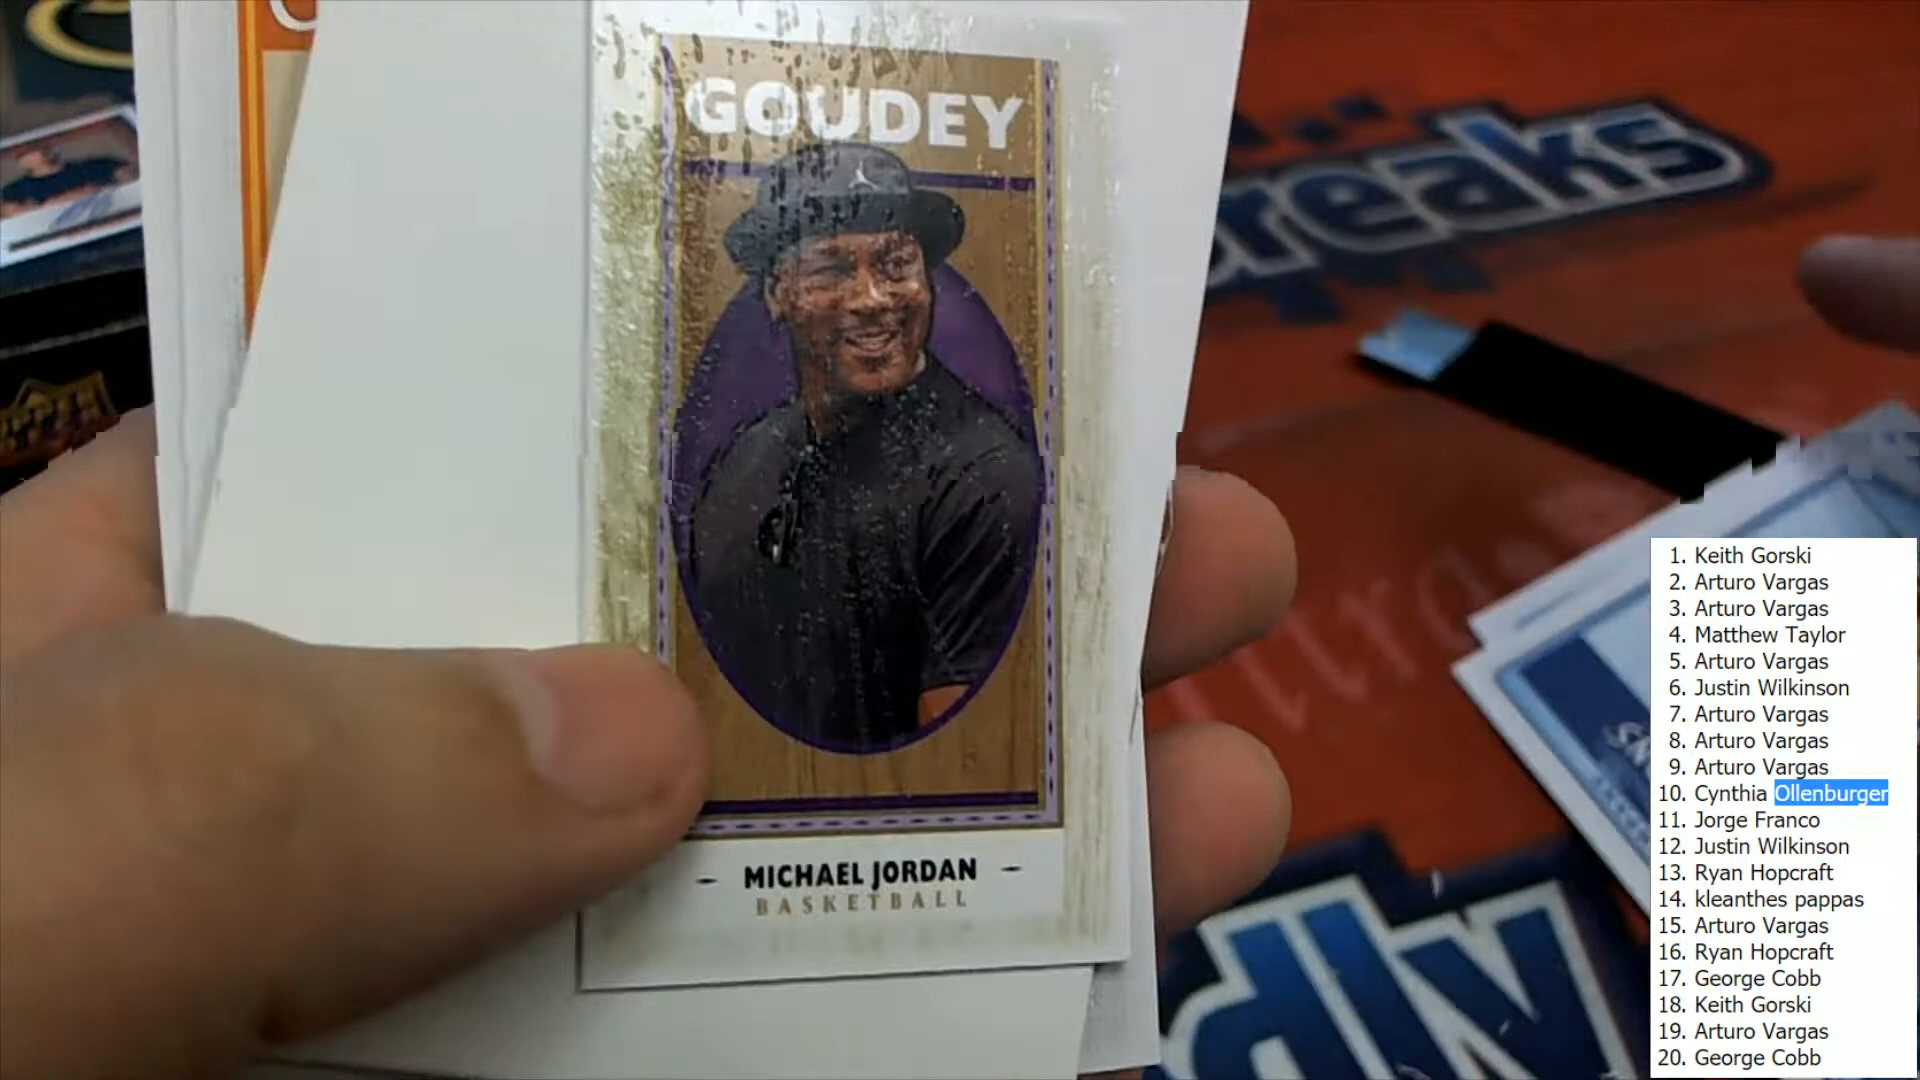 GOUDEY
MICHAEL JORDAN
BASKETBALL
reaks
1. Keith Gorski
2. Arturo Vargas
3. Arturo Vargas
4. Matthew Taylor
5. Arturo Vargas
6. Justin Wilkinson
7. Arturo Vargas
8. Arturo Vargas
9. Arturo Vargas
10. Cynthia Ollenburger
11. Jorge Franco
12. Justin Wilkinson
13. Ryan Hopcraft
14. kleanthes pappas
15. Arturo Vargas
16. Ryan Hopcraft
17. George Cobb
18. Keith Gorski
19. Arturo Vargas
20. George Cobb